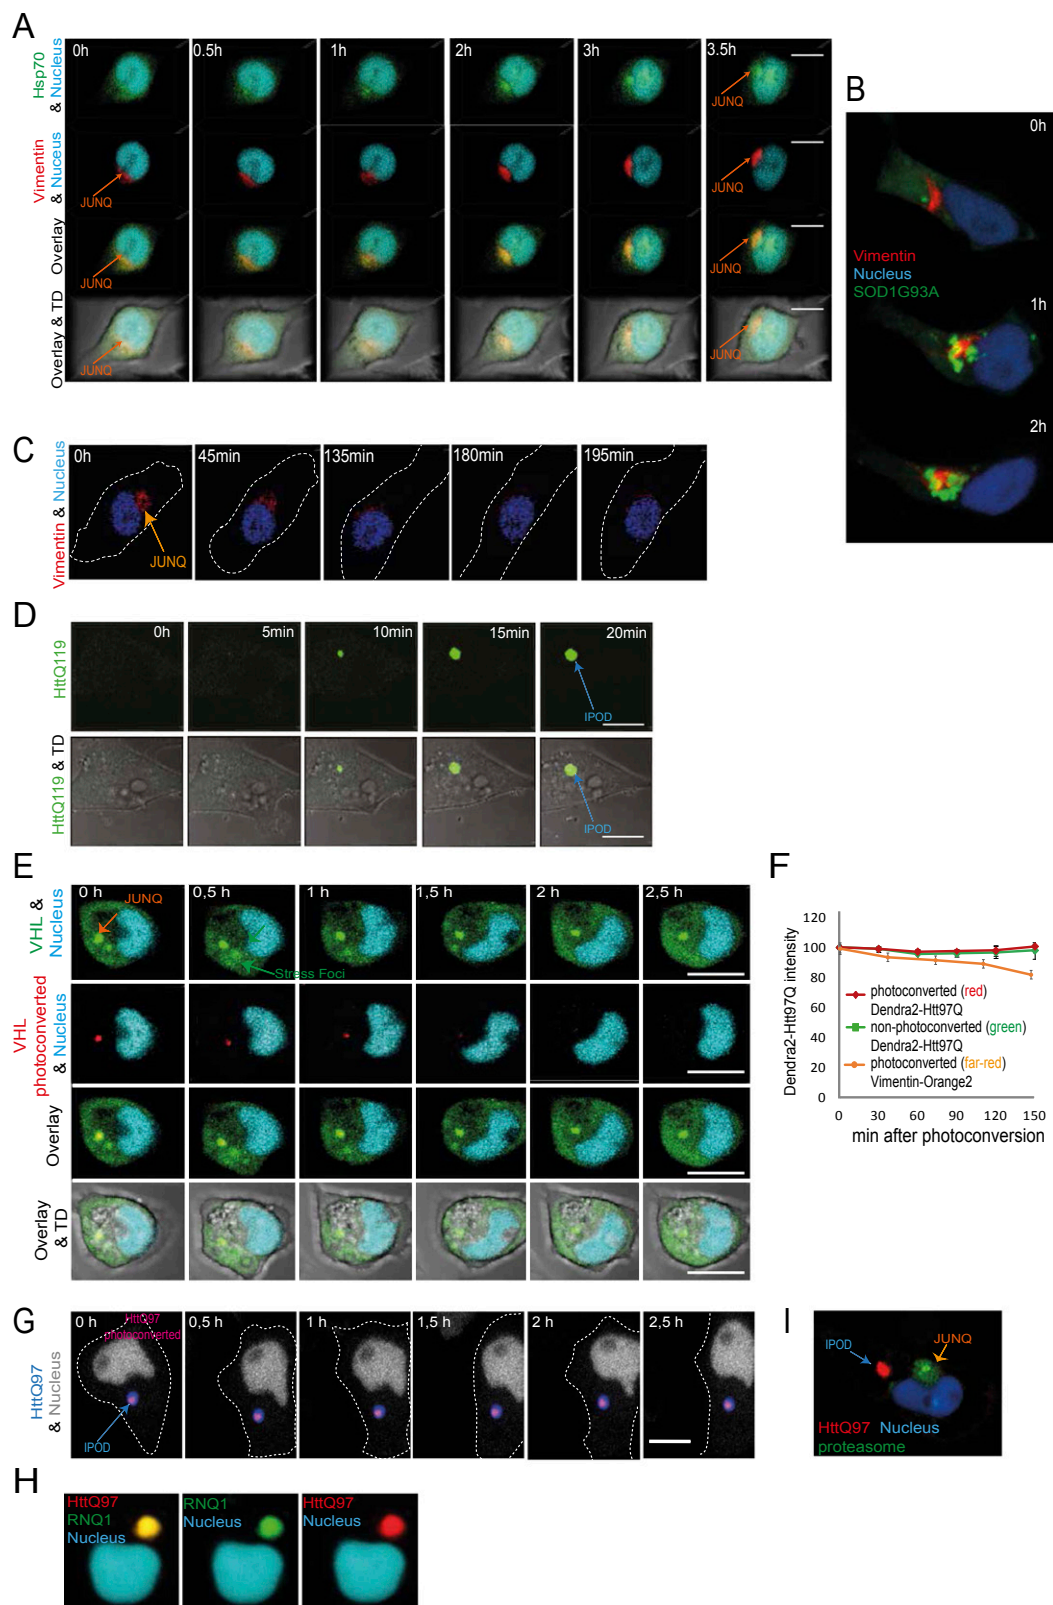 A
0h
0.5h
1h
2h
3h
3.5h
Hsp70
& Nucleus
JUNQ
Vimentin
& Nuceus
JUNQ
JUNQ
Overlay
JUNQ
JUNQ
Overlay & TD
JUNQ
JUNQ
B
0h
Vimentin
Nucleus
SOD1G93A
1h
2h
C
Vimentin & Nucleus
0h
45min
135min
180min
195min
JUNQ
D
HttQ119
0h
5min
10min
15min
20min
IPOD
HttQ119 & TD
IPOD
E
VHL &
Nucleus
0 h
0,5 h
1 h
1,5 h
2 h
2,5 h
JUNQ
Stress Foci
VHL
photoconverted
& Nucleus
Overlay
Overlay
& TD
F
Dendra2-Htt97Q intensity
120
100
80
60
40
20
0
photoconverted (red)
Dendra2-Htt97Q
non-photoconverted (green)
Dendra2-Htt97Q
photoconverted (far-red)
Vimentin-Orange2
0 30 60 90 120 150
min after photoconversion
G
HttQ97
& Nucleus
0 h
0,5 h
1 h
1,5 h
2 h
2,5 h
HttQ97
photoconverted
IPOD
H
HttQ97
RNQ1
Nucleus
RNQ1
Nucleus
HttQ97
Nucleus
I
IPOD
JUNQ
HttQ97 Nucleus
proteasome